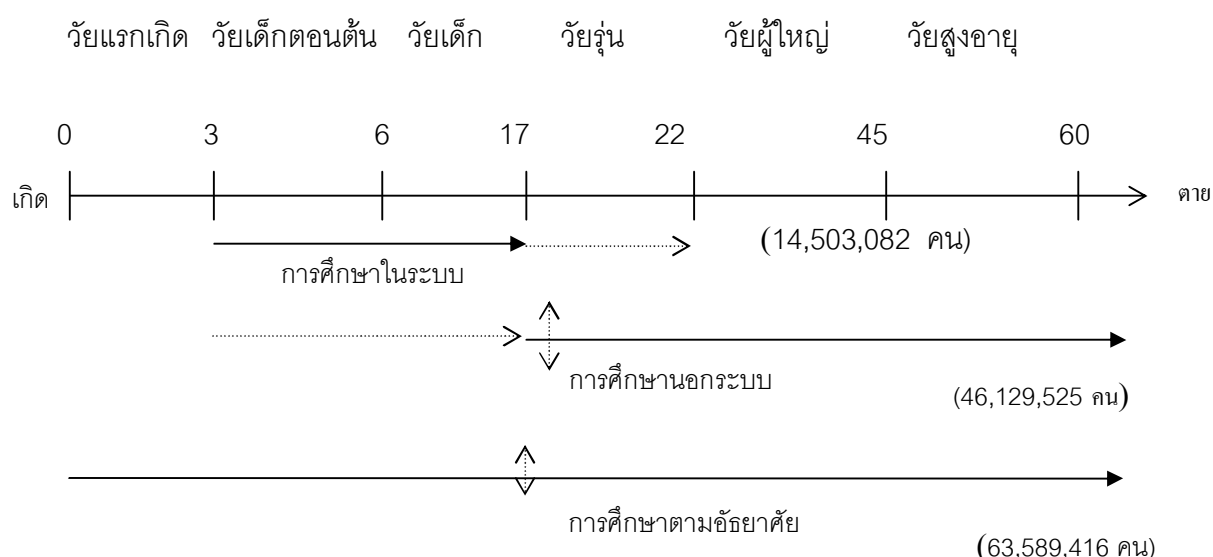 วัยแรกเกิด วัยเด็กตอนต้น วัยเด็ก วัยรุ่น วัยผู้ใหญ่ วัยสูงอายุ
0 3 6 17 22 45 60
เกิด ตาย
(14,503,082 คน)
การศึกษาในระบบ
การศึกษานอกระบบ
(46,129,525 คน)
การศึกษาตามอัธยาศัย
(63,589,416 คน)